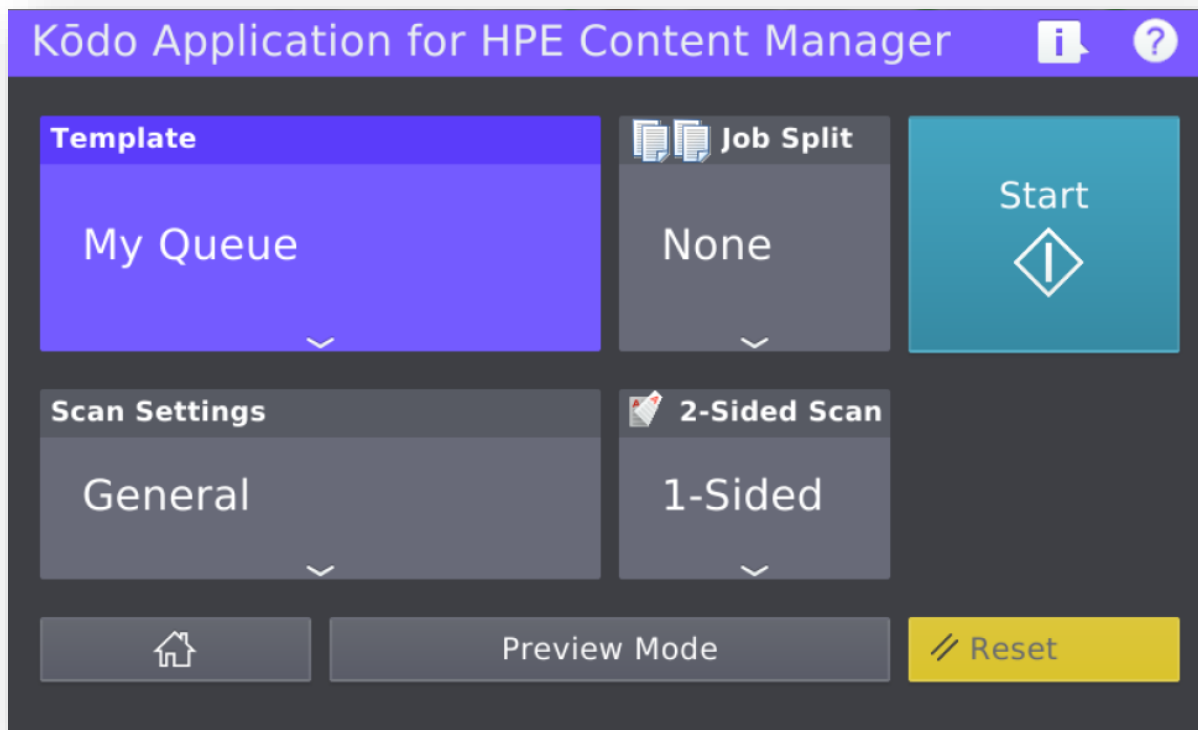 Kōdo Application for HPE Content Manager
i
?
Template
My Queue
Job Split
None
Start
Scan Settings
General
2-Sided Scan
1-Sided
Preview Mode
Reset